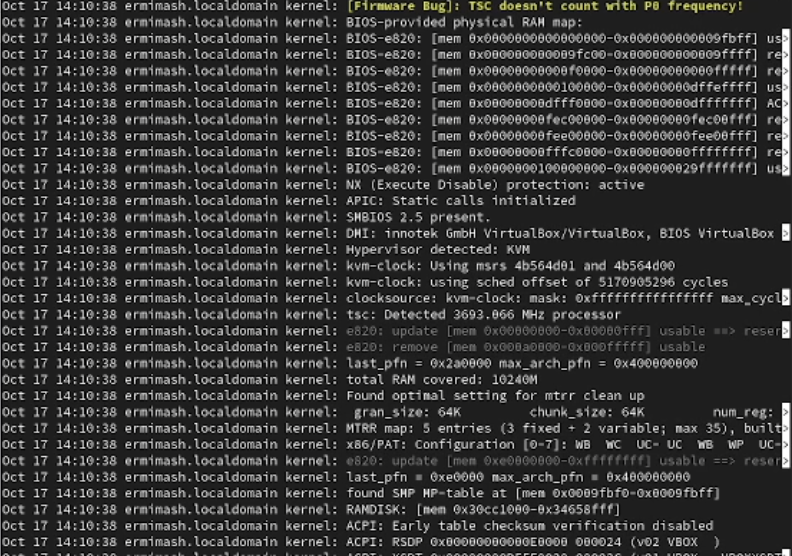 Oct 17 14:10:38 ermimash.localdomain kernel: [Firmware Bug]: TSC doesn't count with P0 frequency!
Oct 17 14:10:38 ermimash.localdomain kernel: BIOS-provided physical RAM map:
Oct 17 14:10:38 ermimash.localdomain kernel: BIOS-e820: [mem 0x0000000000000000-0x000000000009fbff] us>
Oct 17 14:10:38 ermimash.localdomain kernel: BIOS-e820: [mem 0x000000000009fc00-0x000000000009ffff] re>
Oct 17 14:10:38 ermimash.localdomain kernel: BIOS-e820: [mem 0x00000000000f0000-0x00000000000fffff] re>
Oct 17 14:10:38 ermimash.localdomain kernel: BIOS-e820: [mem 0x0000000000100000-0x00000000dffeffff] us>
Oct 17 14:10:38 ermimash.localdomain kernel: BIOS-e820: [mem 0x00000000dfff0000-0x00000000dfffffff] AC>
Oct 17 14:10:38 ermimash.localdomain kernel: BIOS-e820: [mem 0x00000000fec00000-0x00000000fec00fff] re>
Oct 17 14:10:38 ermimash.localdomain kernel: BIOS-e820: [mem 0x00000000fee00000-0x00000000fee00fff] re>
Oct 17 14:10:38 ermimash.localdomain kernel: BIOS-e820: [mem 0x00000000fffc0000-0x00000000ffffffff] re>
Oct 17 14:10:38 ermimash.localdomain kernel: BIOS-e820: [mem 0x0000000100000000-0x000000029fffffff] us>
Oct 17 14:10:38 ermimash.localdomain kernel: NX (Execute Disable) protection: active
Oct 17 14:10:38 ermimash.localdomain kernel: APIC: Static calls initialized
Oct 17 14:10:38 ermimash.localdomain kernel: SMBIOS 2.5 present.
Oct 17 14:10:38 ermimash.localdomain kernel: DMI: innotek GmbH VirtualBox/VirtualBox, BIOS VirtualBox >
Oct 17 14:10:38 ermimash.localdomain kernel: Hypervisor detected: KVM
Oct 17 14:10:38 ermimash.localdomain kernel: kvm-clock: Using msrs 4b564d01 and 4b564d00
Oct 17 14:10:38 ermimash.localdomain kernel: kvm-clock: using sched offset of 5170905296 cycles
Oct 17 14:10:38 ermimash.localdomain kernel: clocksource: kvm-clock: mask: 0xffffffffffffffff max_cycl>
Oct 17 14:10:38 ermimash.localdomain kernel: tsc: Detected 3693.066 MHz processor
Oct 17 14:10:38 ermimash.localdomain kernel: e820: update [mem 0x00000000-0x00000fff] usable ==> reser>
Oct 17 14:10:38 ermimash.localdomain kernel: e820: remove [mem 0x000a0000-0x000fffff] usable
Oct 17 14:10:38 ermimash.localdomain kernel: last_pfn = 0x2a0000 max_arch_pfn = 0x400000000
Oct 17 14:10:38 ermimash.localdomain kernel: total RAM covered: 10240M
Oct 17 14:10:38 ermimash.localdomain kernel: Found optimal setting for mtrr clean up
Oct 17 14:10:38 ermimash.localdomain kernel:  gran_size: 64K         chunk_size: 64K         num_reg: >
Oct 17 14:10:38 ermimash.localdomain kernel: MTRR map: 5 entries (3 fixed + 2 variable; max 35), built>
Oct 17 14:10:38 ermimash.localdomain kernel: x86/PAT: Configuration [0-7]: WB  WC  UC- UC  WB  WP  UC->
Oct 17 14:10:38 ermimash.localdomain kernel: e820: update [mem 0xe0000000-0xffffffff] usable ==> reser>
Oct 17 14:10:38 ermimash.localdomain kernel: last_pfn = 0xe0000 max_arch_pfn = 0x400000000
Oct 17 14:10:38 ermimash.localdomain kernel: found SMP MP-table at [mem 0x0009fbf0-0x0009fbff]
Oct 17 14:10:38 ermimash.localdomain kernel: RAMDISK: [mem 0x30cc1000-0x34658fff]
Oct 17 14:10:38 ermimash.localdomain kernel: ACPI: Early table checksum verification disabled
Oct 17 14:10:38 ermimash.localdomain kernel: ACPI: RSDP 0x00000000000E0000 000024 (v02 VBOX  )